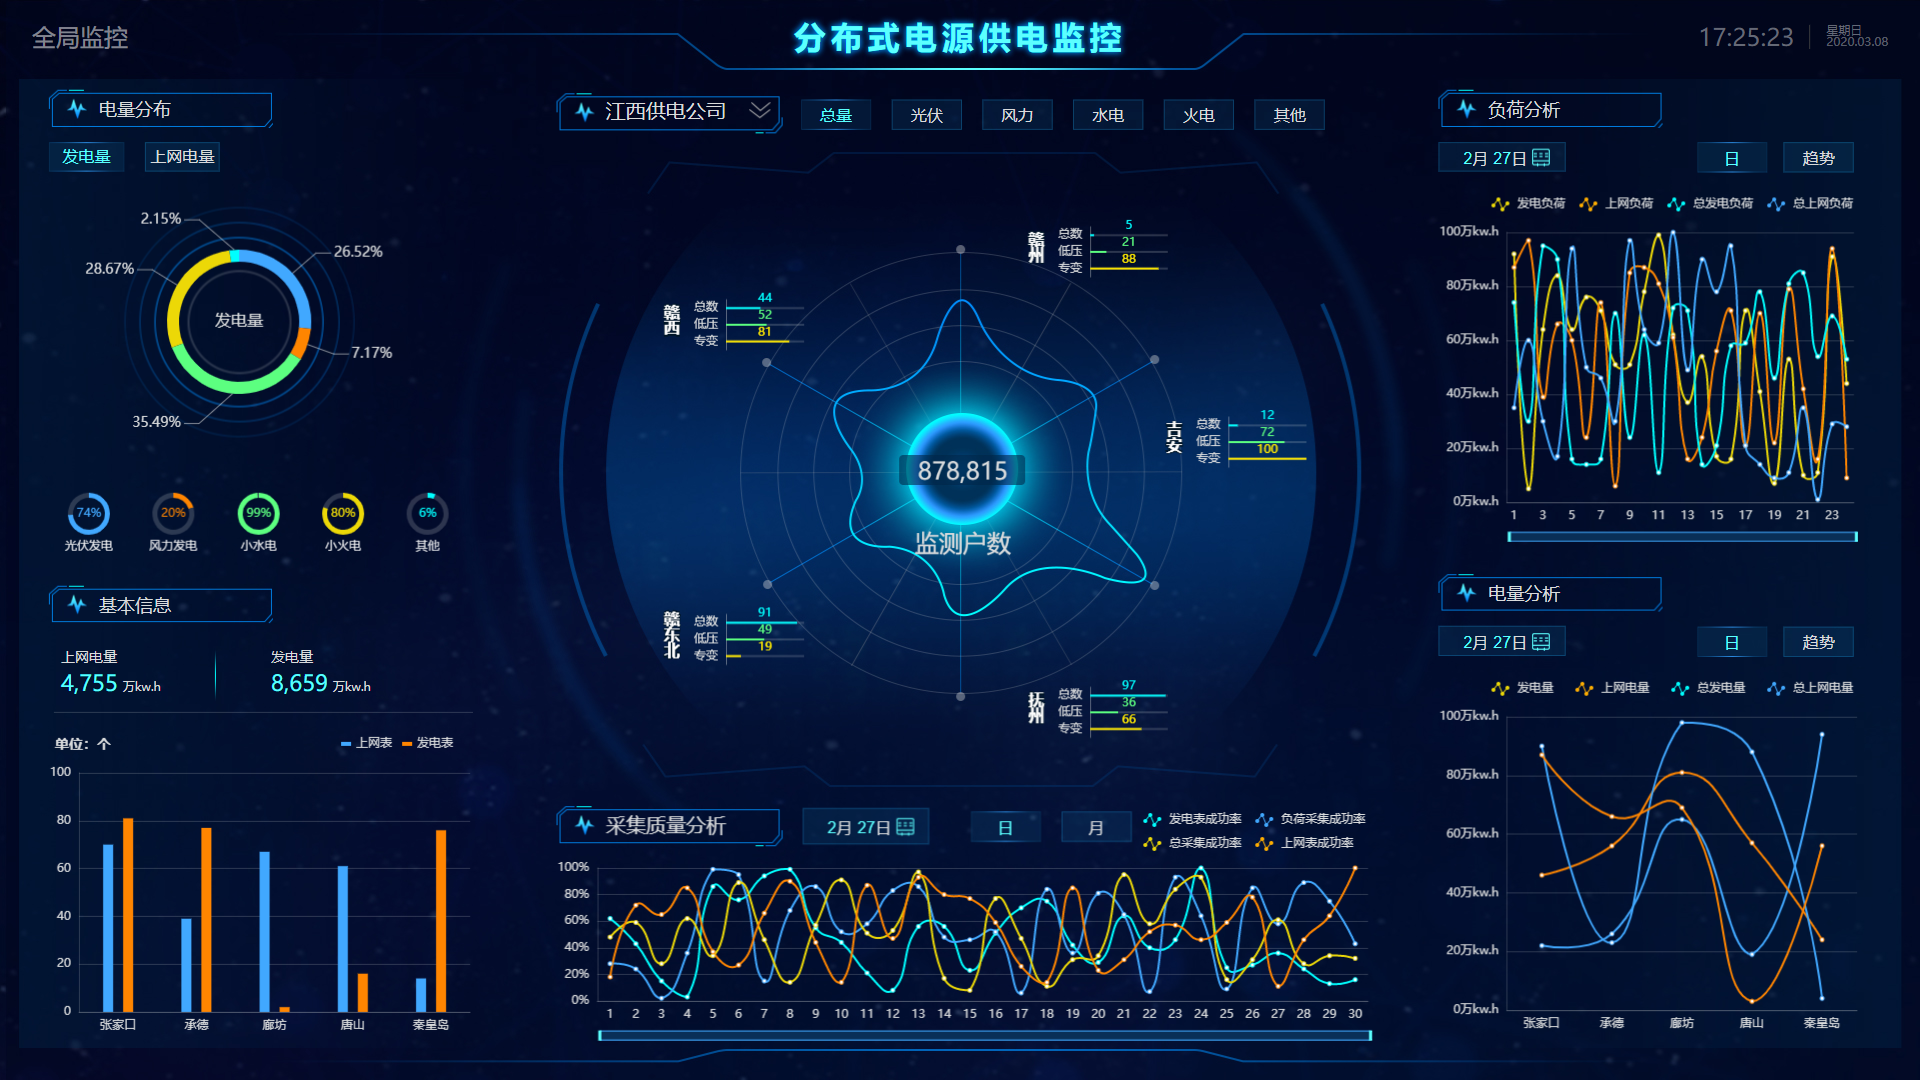 全局监控
分布式电源供电监控
17:25:23
星期日
2020.03.08
电量分布
发电量
上网电量
2.15%
26.52%
28.67%
发电量
7.17%
35.49%
74%
20%
99%
80%
6%
光伏发电
风力发电
小水电
小火电
其他
基本信息
上网电量
4,755 万kw.h
发电量
8,659 万kw.h
单位：个
上网表
发电表
100
80
60
40
20
0
张家口
承德
廊坊
唐山
秦皇岛
江西供电公司
总量
光伏
风力
水电
火电
其他
赣州
总数 5
低压 21
专变 88
赣西
总数 44
低压 52
专变 81
吉安
总数 12
低压 72
专变 100
878,815
监测户数
赣东北
总数 91
低压 49
专变 19
抚州
总数 97
低压 36
专变 66
采集质量分析
2月 27日
日
月
发电表成功率
负荷采集成功率
总采集成功率
上网表成功率
100%
80%
60%
40%
20%
0%
1 2 3 4 5 6 7 8 9 10 11 12 13 14 15 16 17 18 19 20 21 22 23 24 25 26 27 28 29 30
负荷分析
2月 27日
日
趋势
发电负荷
上网负荷
总发电负荷
总上网负荷
100万kw.h
80万kw.h
60万kw.h
40万kw.h
20万kw.h
0万kw.h
1 3 5 7 9 11 13 15 17 19 21 23
电量分析
2月 27日
日
趋势
发电量
上网电量
总发电量
总上网电量
100万kw.h
80万kw.h
60万kw.h
40万kw.h
20万kw.h
0万kw.h
张家口
承德
廊坊
唐山
秦皇岛